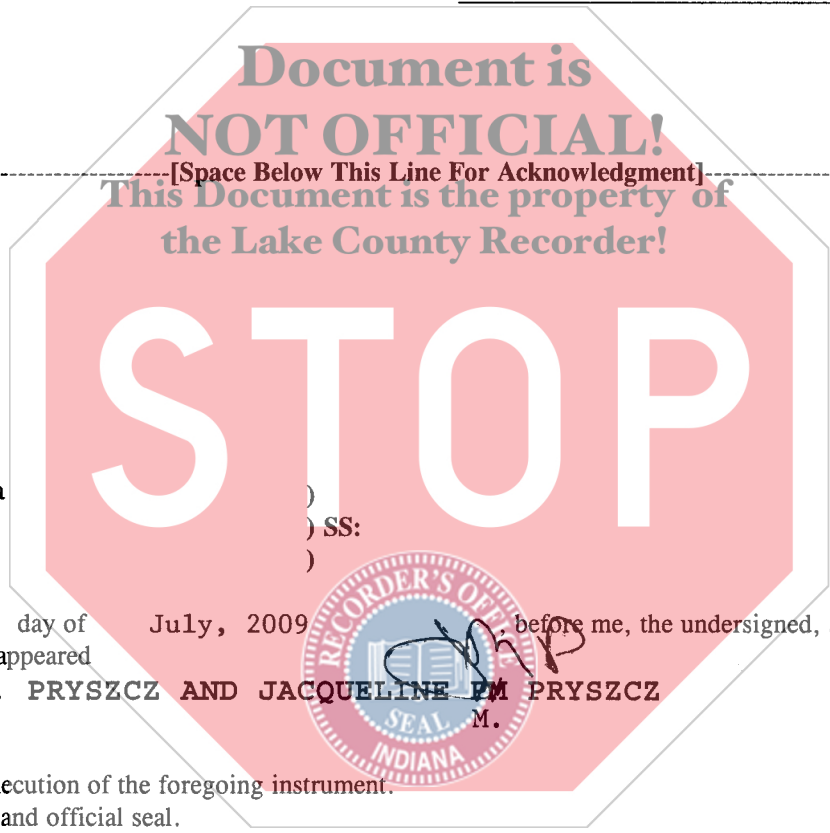 Document is
NOT OFFICIAL!
[Space Below This Line For Acknowledgment]
This Document is the property of
the Lake County Recorder!
STOP
a )
) SS:
)
day of July, 2009 , before me, the undersigned,
appeared
. PRYSZCZ AND JACQUELINE PM PRYSZCZ
M.
RECORDER'S OFFICE
SEAL
INDIANA
ecution of the foregoing instrument.
and official seal.